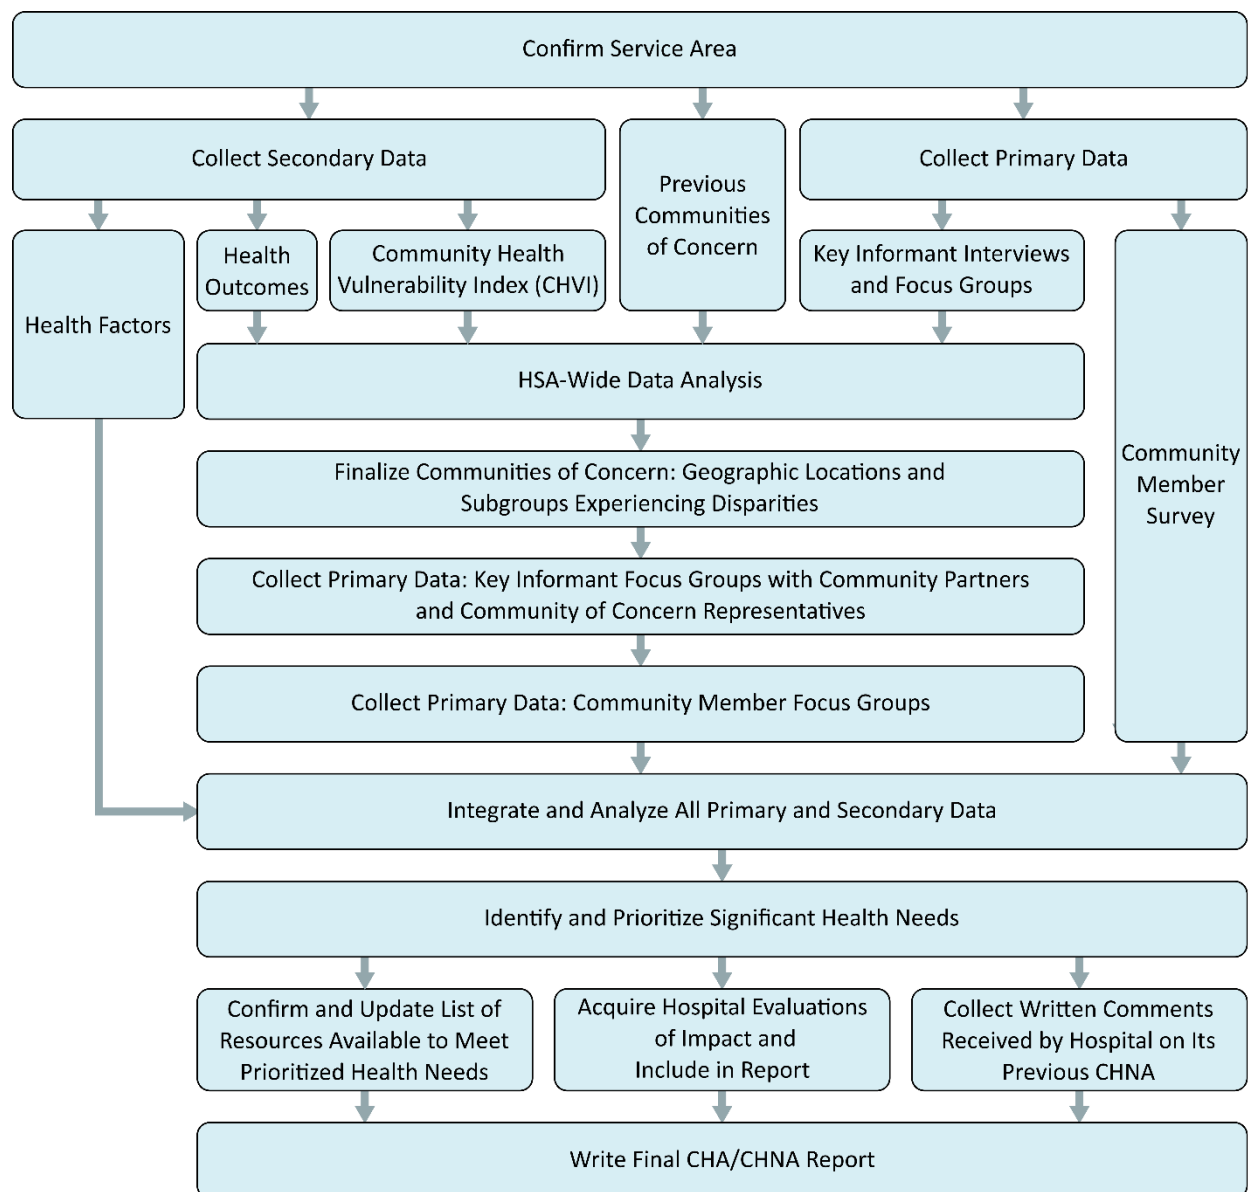 Confirm Service Area
Collect Secondary Data
Previous
Communities
of Concern
Collect Primary Data
Health Factors
Health
Outcomes
Community Health
Vulnerability Index (CHVI)
Key Informant Interviews
and Focus Groups
Community
Member
Survey
HSA-Wide Data Analysis
Finalize Communities of Concern: Geographic Locations and
Subgroups Experiencing Disparities
Collect Primary Data: Key Informant Focus Groups with Community Partners
and Community of Concern Representatives
Collect Primary Data: Community Member Focus Groups
Integrate and Analyze All Primary and Secondary Data
Identify and Prioritize Significant Health Needs
Confirm and Update List of
Resources Available to Meet
Prioritized Health Needs
Acquire Hospital Evaluations
of Impact and
Include in Report
Collect Written Comments
Received by Hospital on Its
Previous CHNA
Write Final CHA/CHNA Report